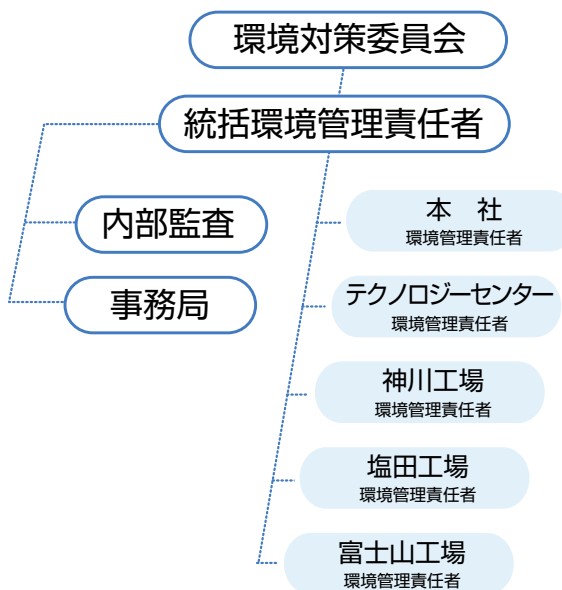 環境対策委員会
統括環境管理責任者
内部監査
事務局
本　社
環境管理責任者
テクノロジーセンター
環境管理責任者
神川工場
環境管理責任者
塩田工場
環境管理責任者
富士山工場
環境管理責任者